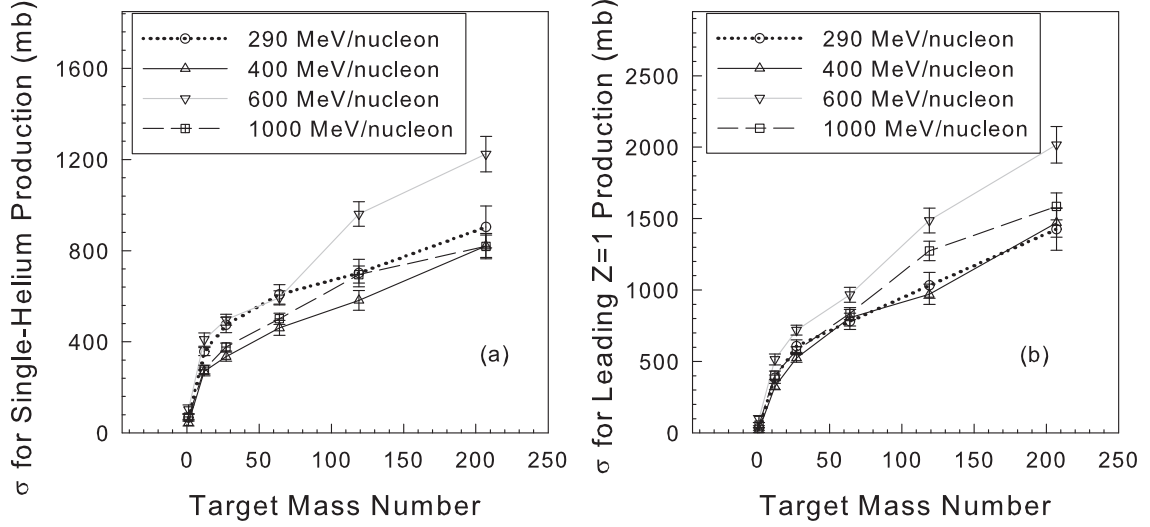 σ for Single-Helium Production (mb)
1600
1200
800
400
0
290 MeV/nucleon
400 MeV/nucleon
600 MeV/nucleon
1000 MeV/nucleon
(a)
0 50 100 150 200 250
Target Mass Number
σ for Leading Z=1 Production (mb)
2500
2000
1500
1000
500
0
290 MeV/nucleon
400 MeV/nucleon
600 MeV/nucleon
1000 MeV/nucleon
(b)
0 50 100 150 200 250
Target Mass Number